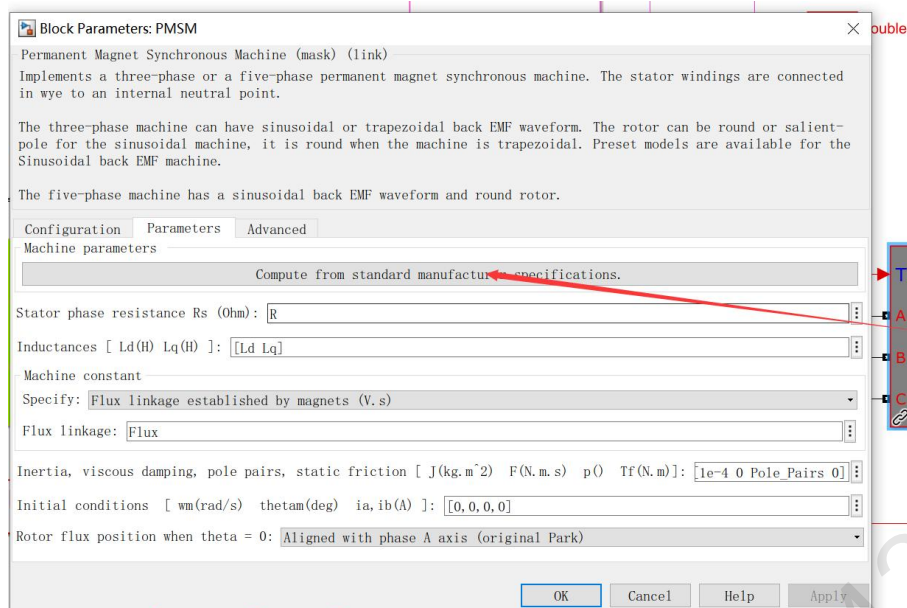 Block Parameters: PMSM
ouble
Permanent Magnet Synchronous Machine (mask) (link)
Implements a three-phase or a five-phase permanent magnet synchronous machine. The stator windings are connected
in wye to an internal neutral point.
The three-phase machine can have sinusoidal or trapezoidal back EMF waveform. The rotor can be round or salient-
pole for the sinusoidal machine, it is round when the machine is trapezoidal. Preset models are available for the
Sinusoidal back EMF machine.
The five-phase machine has a sinusoidal back EMF waveform and round rotor.
Configuration Parameters Advanced
Machine parameters
Compute from standard manufacturer specifications.
T
Stator phase resistance Rs (Ohm): R
A
Inductances [ Ld(H) Lq(H) ]: [Ld Lq]
B
Machine constant
Specify: Flux linkage established by magnets (V.s)
C
Flux linkage: Flux
Inertia, viscous damping, pole pairs, static friction [ J(kg.m^2) F(N.m.s) p() Tf(N.m)]: [1e-4 0 Pole_Pairs 0]
Initial conditions [ wm(rad/s) thetam(deg) ia,ib(A) ]: [0,0,0,0]
Rotor flux position when theta = 0: Aligned with phase A axis (original Park)
OK Cancel Help Apply